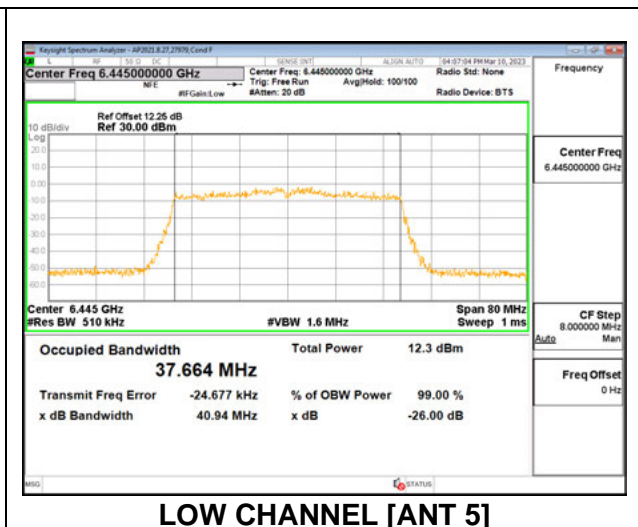 Keysight Spectrum Analyzer - AP2021.8.27,27979,Cond F
L RF 50 Ω DC SENSE:INT ALIGN AUTO 04:07:04 PM Mar 10, 2023
Center Freq 6.445000000 GHz Center Freq: 6.445000000 GHz Radio Std: None Frequency
NFE Trig: Free Run Avg|Hold: 100/100
#IFGain:Low #Atten: 20 dB Radio Device: BTS
Ref Offset 12.25 dB
10 dB/div Ref 30.00 dBm
Log
20.0
10.0
0.00
-10.0
-20.0
-30.0
-40.0
-50.0
-60.0
Center Freq
6.445000000 GHz
Center 6.445 GHz Span 80 MHz
#Res BW 510 kHz #VBW 1.6 MHz Sweep 1 ms
CF Step
8.000000 MHz
Auto Man
Occupied Bandwidth Total Power 12.3 dBm
37.664 MHz
Freq Offset
0 Hz
Transmit Freq Error -24.677 kHz % of OBW Power 99.00 %
x dB Bandwidth 40.94 MHz x dB -26.00 dB
MSG STATUS
LOW CHANNEL [ANT 5]